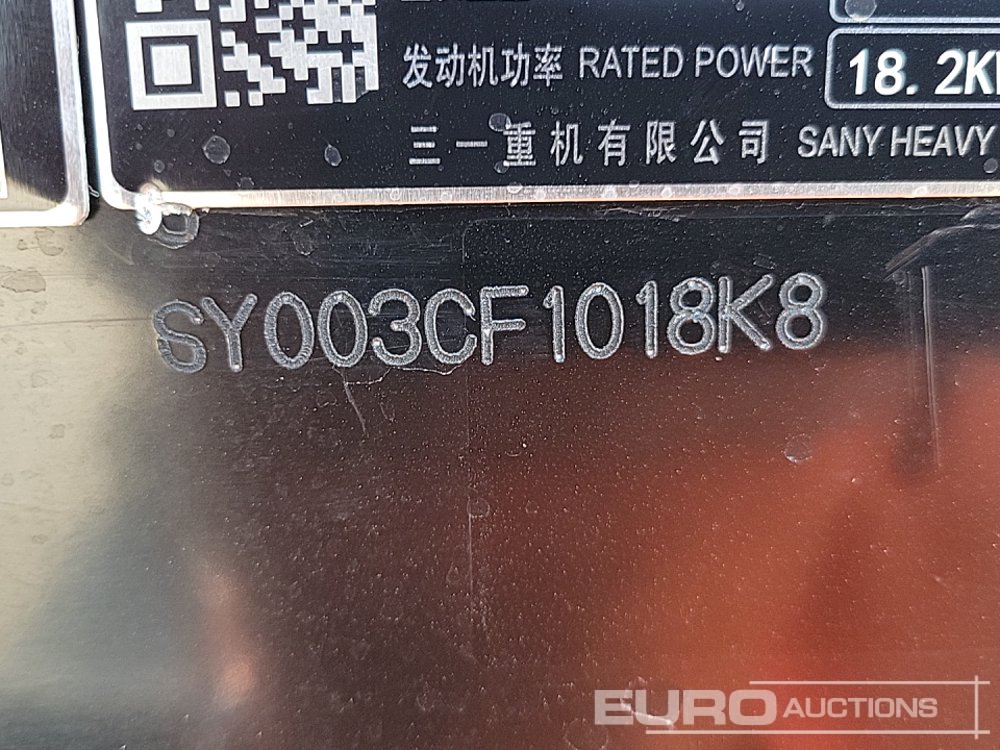 发动机功率 RATED POWER 18.2K
三一重机有限公司 SANY HEAVY
SY003CF1018K8
EURO AUCTIONS